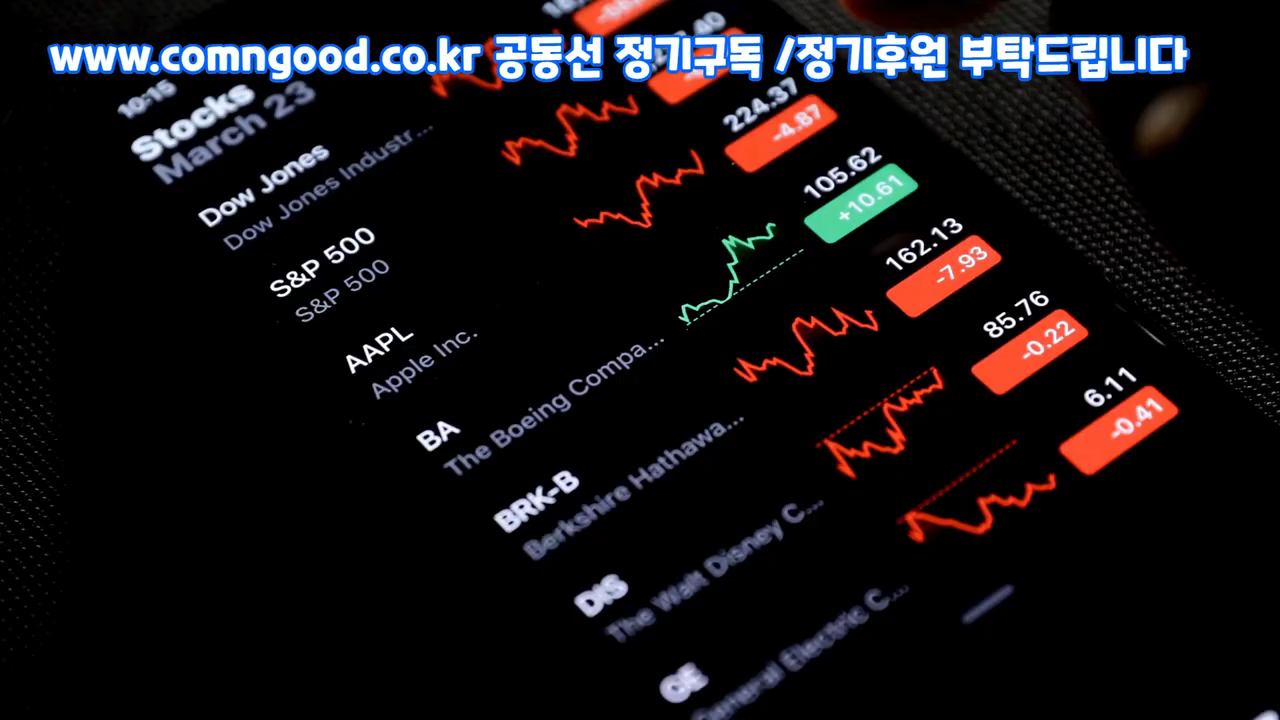 www.comngood.co.kr 공동선 정기구독 /정기후원 부탁드립니다
10:15
Stocks
March 23
Dow Jones
Dow Jones Industr...
S&P 500
S&P 500
224.37
-4.87
AAPL
Apple Inc.
105.62
+10.61
BA
The Boeing Compa...
162.13
-7.93
BRK-B
Berkshire Hathawa...
85.76
-0.22
DIS
The Walt Disney C...
6.11
-0.41
GE
General Electric C...